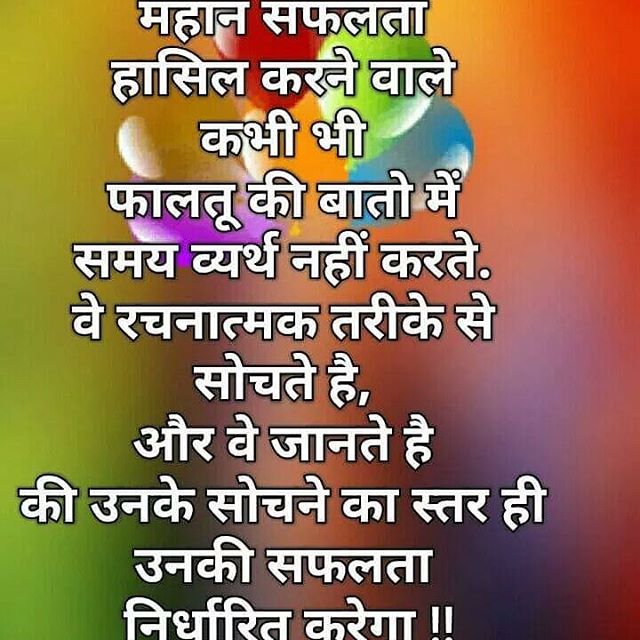 महान सफलता
हासिल करने वाले
कभी भी
फालतू की बातो में
समय व्यर्थ नहीं करते.
वे रचनात्मक तरीके से
सोचते है,
और वे जानते है
की उनके सोचने का स्तर ही
उनकी सफलता
निर्धारित करेगा !!